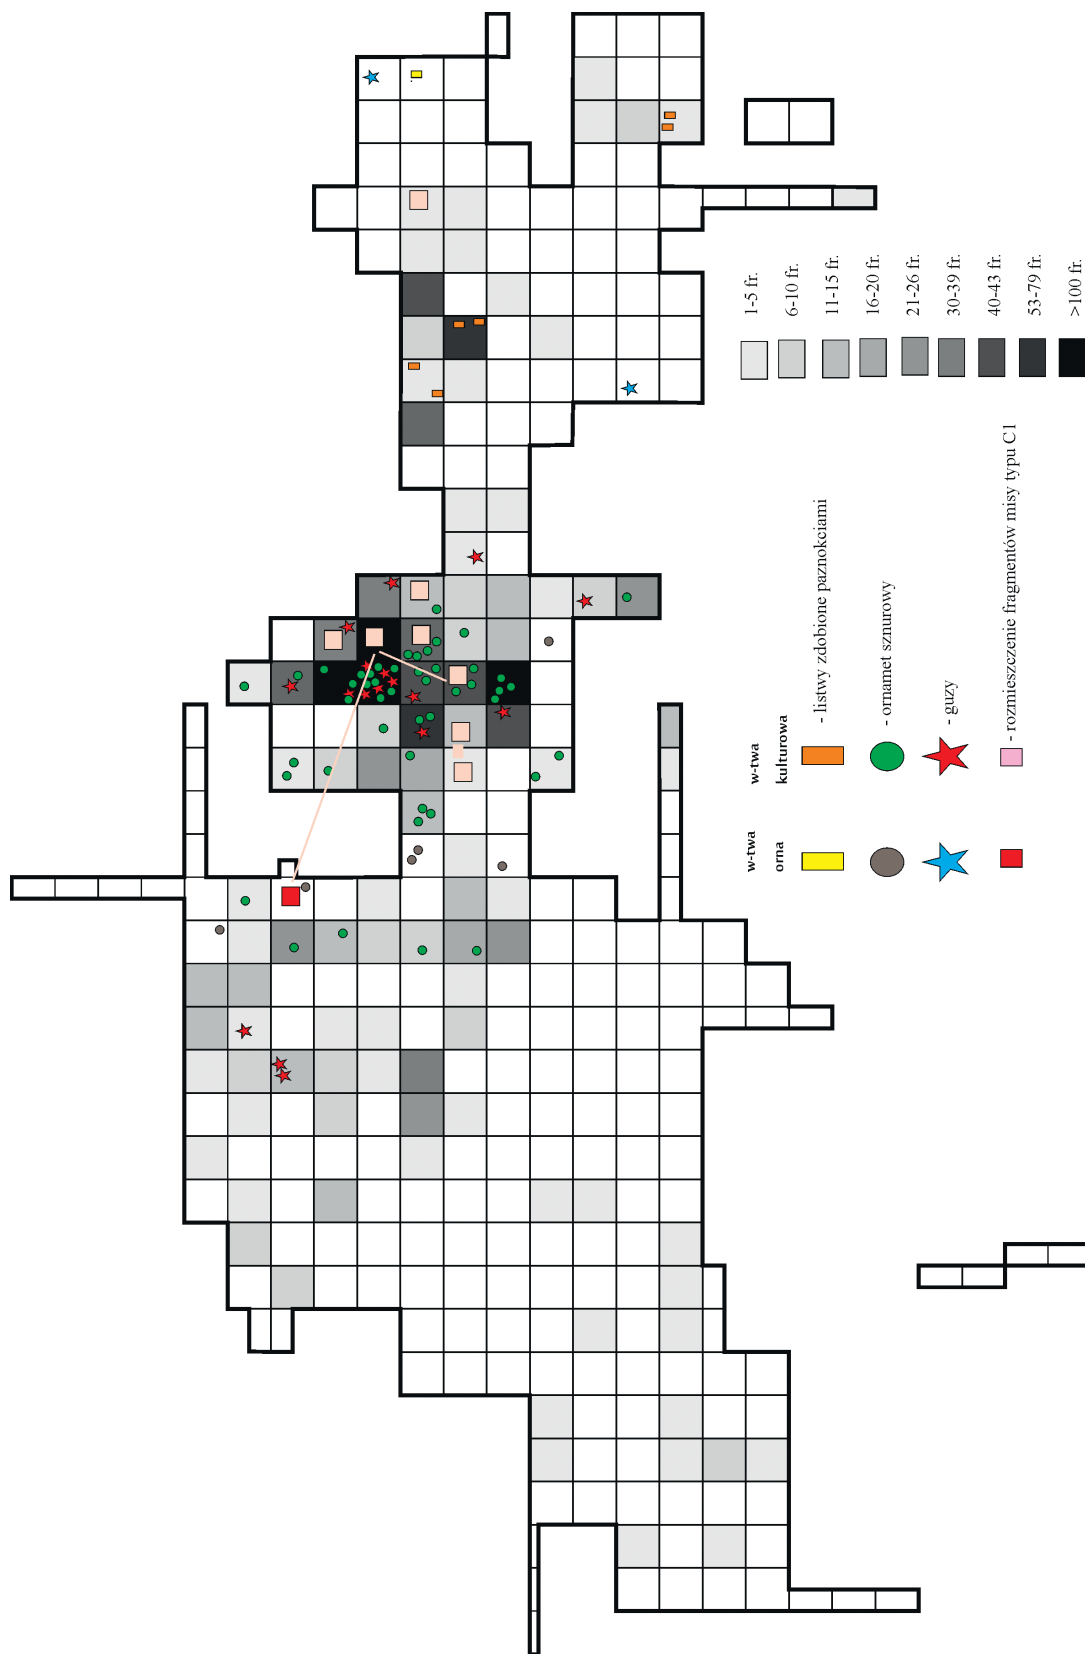 1-5 fr.
6-10 fr.
11-15 fr.
16-20 fr.
21-26 fr.
30-39 fr.
40-43 fr.
53-79 fr.
>100 fr.
w-twa
orna
w-twa
kulturowa
- listwy zdobione paznokciami
- ornamet sznurowy
- guzy
- rozmieszczenie fragmentów misy typu C1